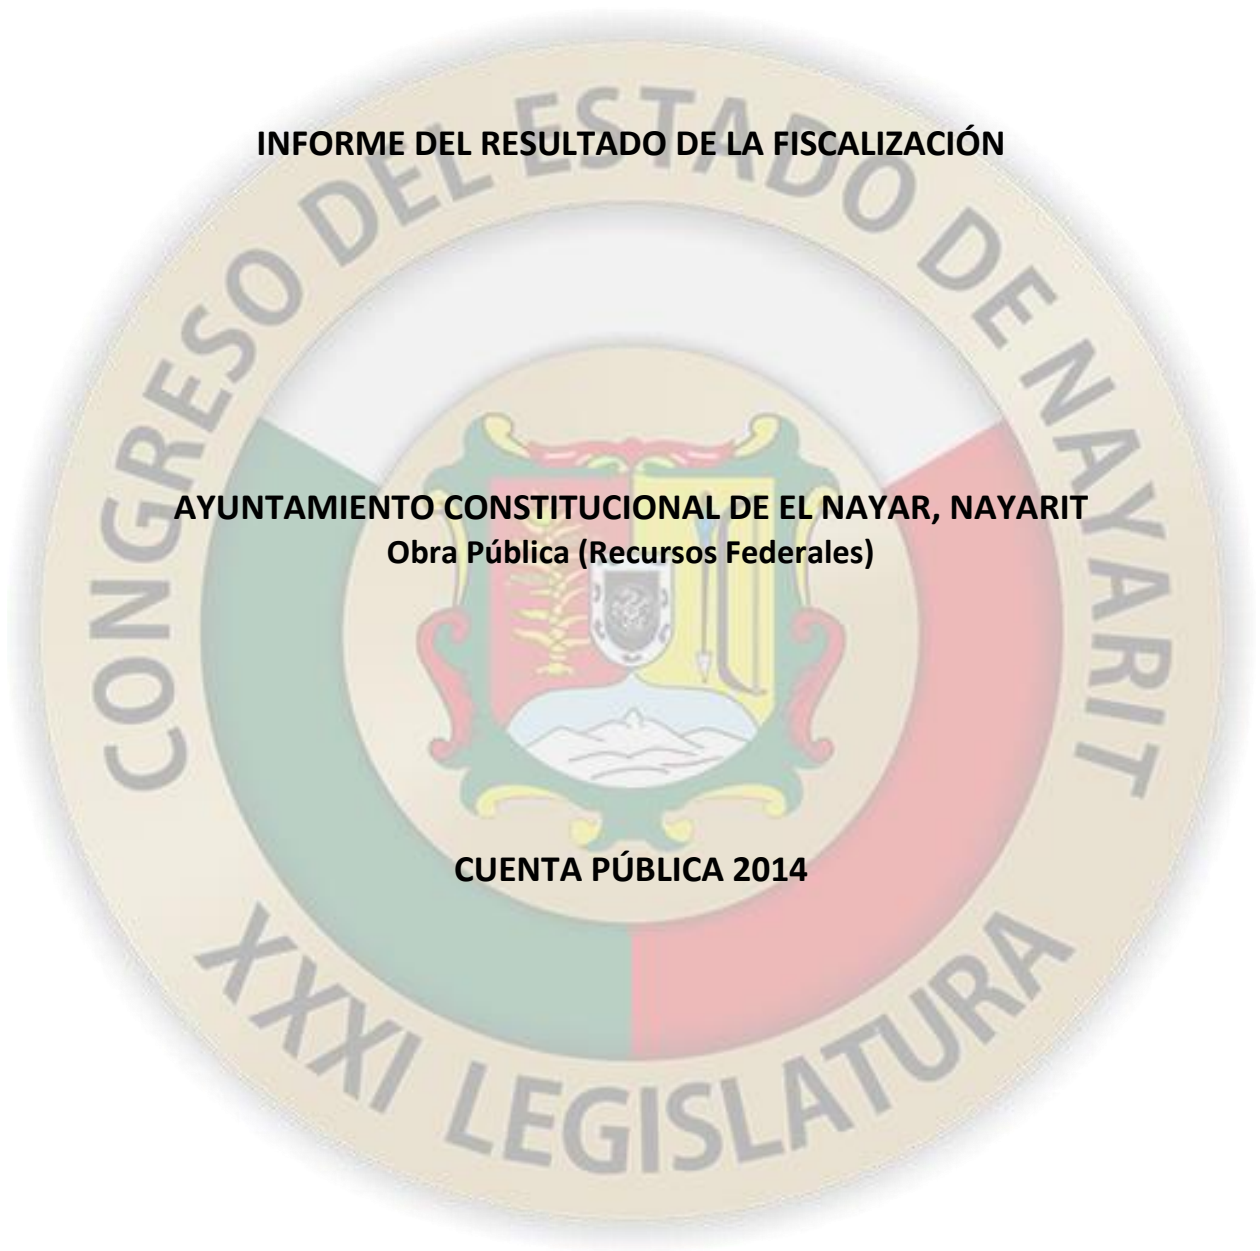 INFORME DEL RESULTADO DE LA FISCALIZACIÓN
AYUNTAMIENTO CONSTITUCIONAL DE EL NAYAR, NAYARIT
Obra Pública (Recursos Federales)
CUENTA PÚBLICA 2014
CONGRESO DEL ESTADO DE NAYARIT
XXXI LEGISLATURA